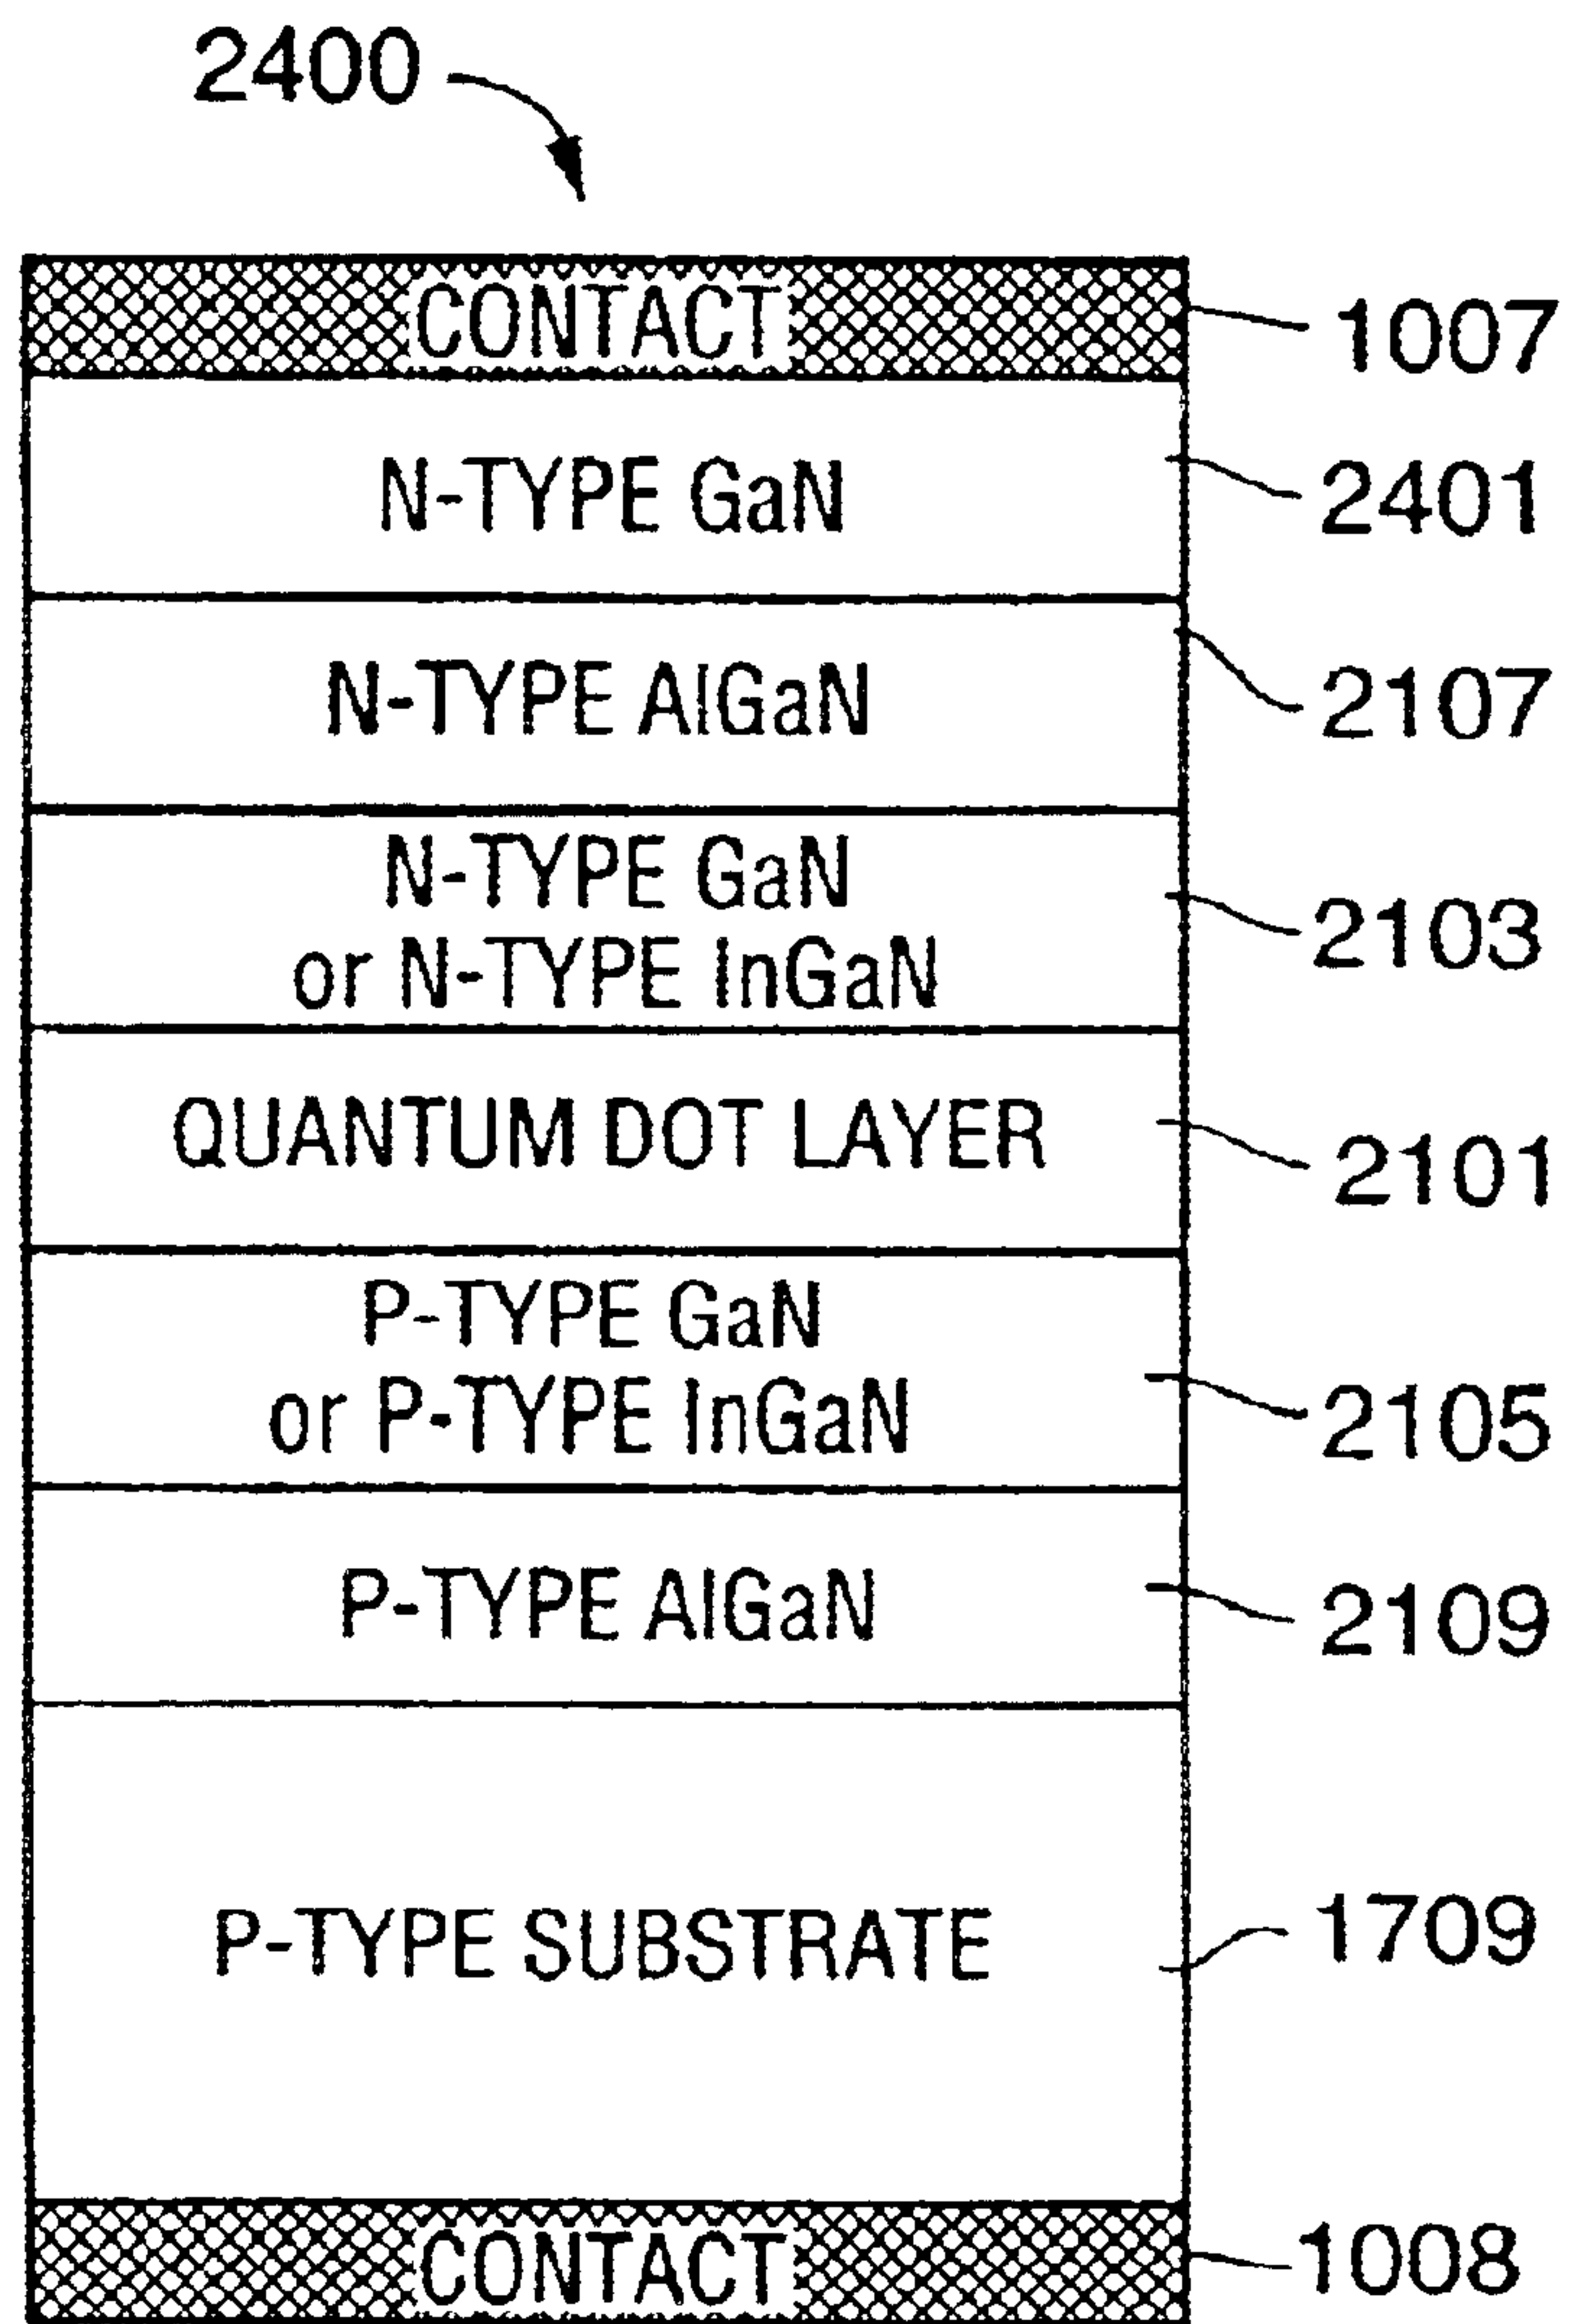 2400
CONTACT
1007
N-TYPE GaN
2401
N-TYPE AlGaN
2107
N-TYPE GaN
or N-TYPE InGaN
2103
QUANTUM DOT LAYER
2101
P-TYPE GaN
or P-TYPE InGaN
2105
P-TYPE AlGaN
2109
P-TYPE SUBSTRATE
1709
CONTACT
1008